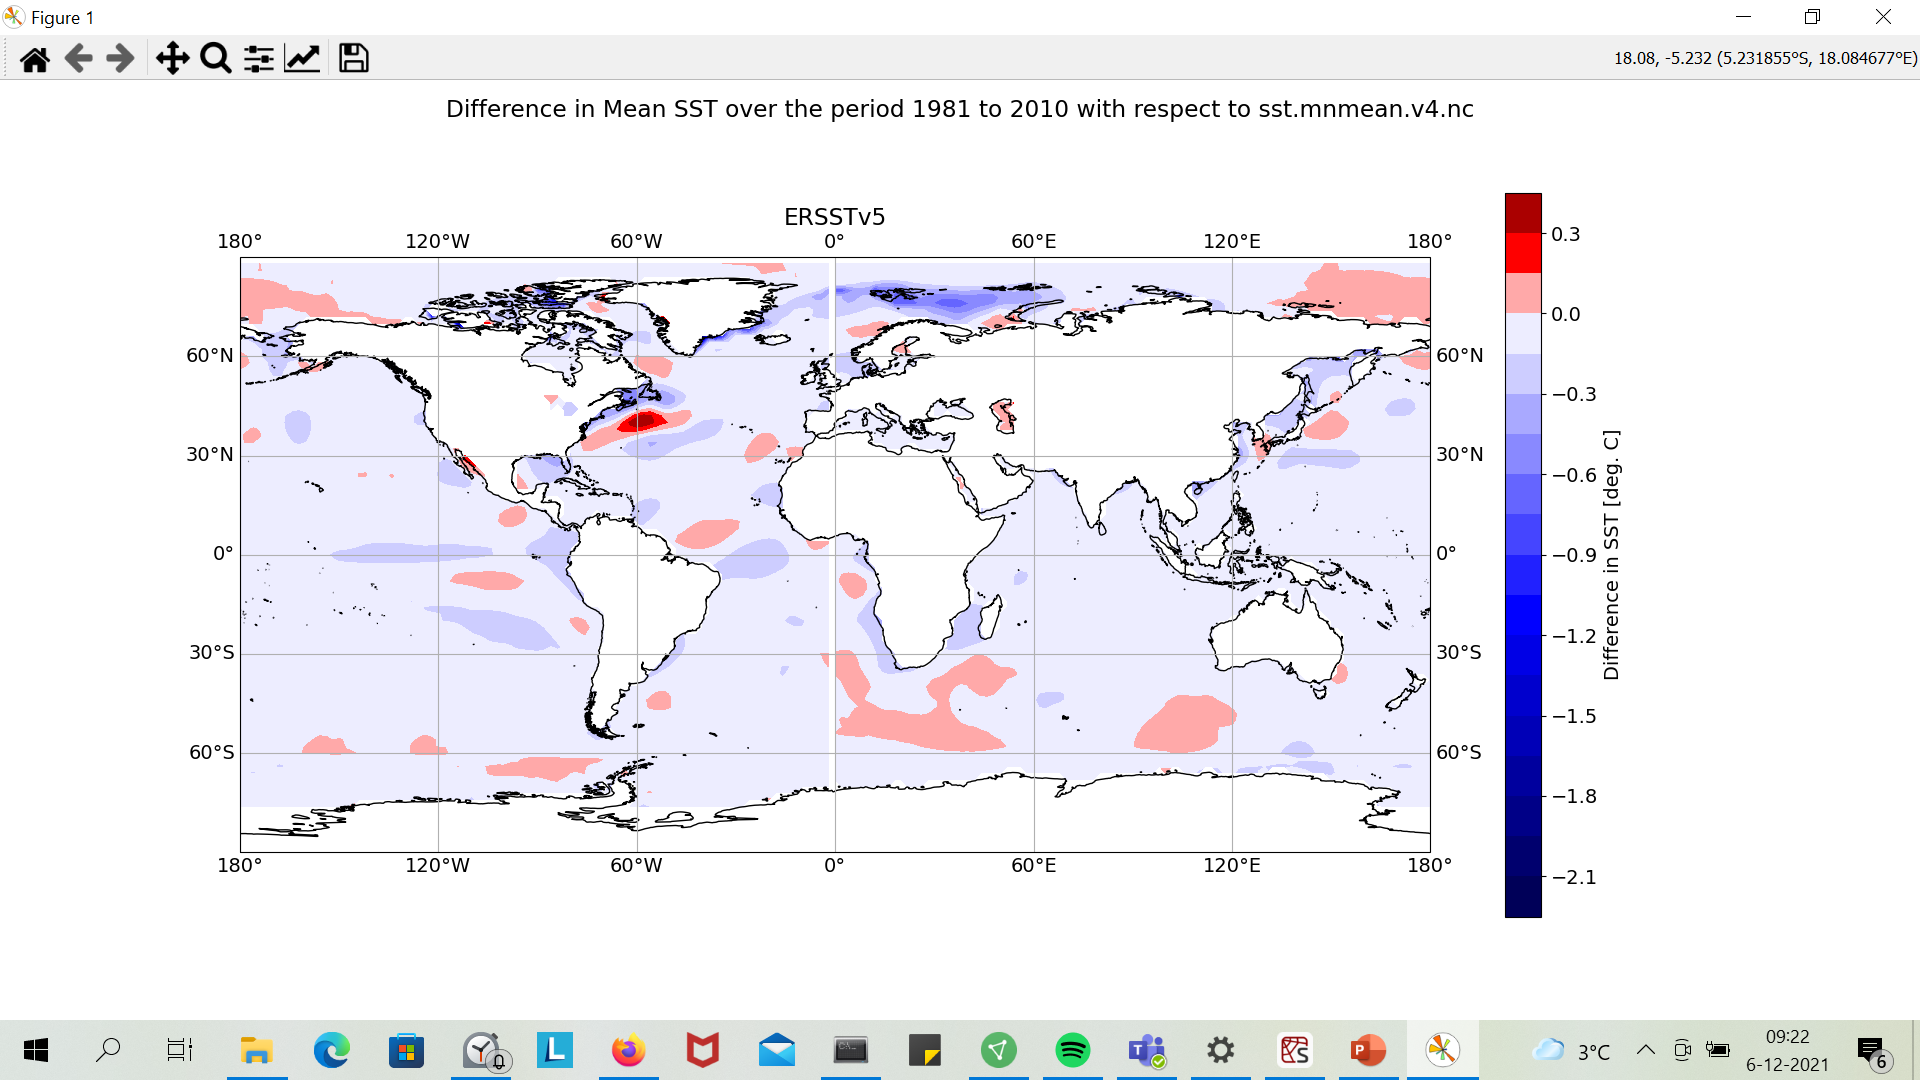 Figure 1
18.08, -5.232 (5.231855°S, 18.084677°E)
Difference in Mean SST over the period 1981 to 2010 with respect to sst.mnmean.v4.nc
ERSSTv5
180° 120°W 60°W 0° 60°E 120°E 180°
60°N 60°N
30°N 30°N
0° 0°
30°S 30°S
60°S 60°S
180° 120°W 60°W 0° 60°E 120°E 180°
0.3
0.0
−0.3
−0.6
−0.9
−1.2
−1.5
−1.8
−2.1
Difference in SST [deg. C]
3°C
09:22
6-12-2021
6